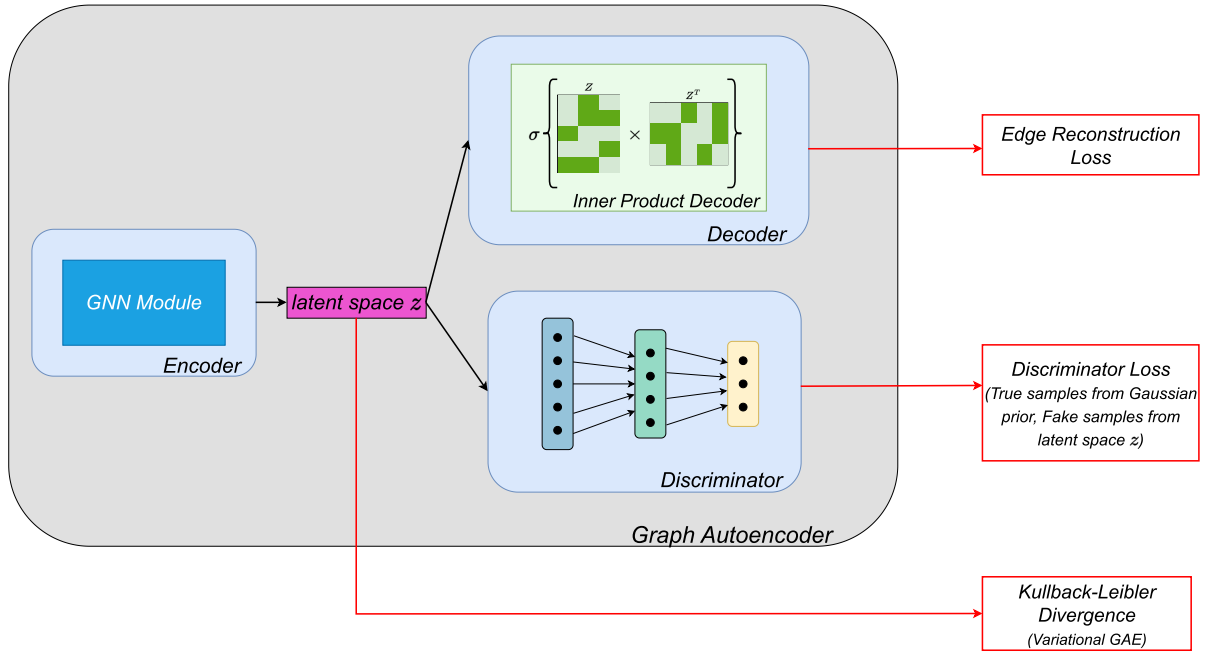 z
z^T
σ
×
Inner Product Decoder
Decoder
Edge Reconstruction
Loss
GNN Module
Encoder
latent space z
Discriminator
Discriminator Loss
(True samples from Gaussian
prior, Fake samples from
latent space z)
Graph Autoencoder
Kullback-Leibler
Divergence
(Variational GAE)